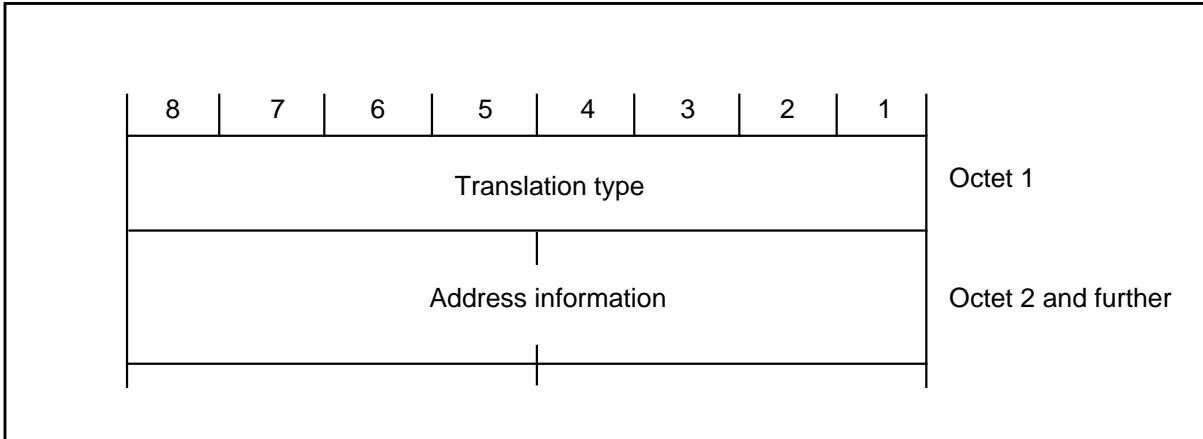 8 7 6 5 4 3 2 1
Translation type
Octet 1
Address information
Octet 2 and further